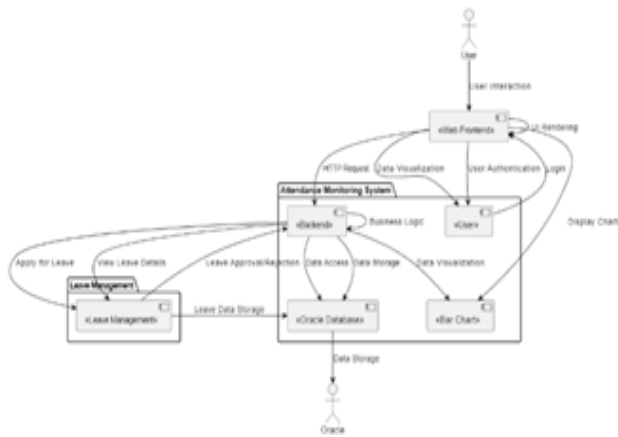 User
User Interaction
«Web Frontend»
UI Rendering
HTTP Request
Data Visualization
User Authentication
Login
Attendance Monitoring System
Display Chart
«Backend»
Business Logic
«User»
Apply for Leave
View Leave Details
Leave Approval/Rejection
Data Access
Data Storage
Data Visualization
Leave Management
«Leave Management»
Leave Data Storage
«Oracle Database»
«Bar Chart»
Data Storage
Oracle